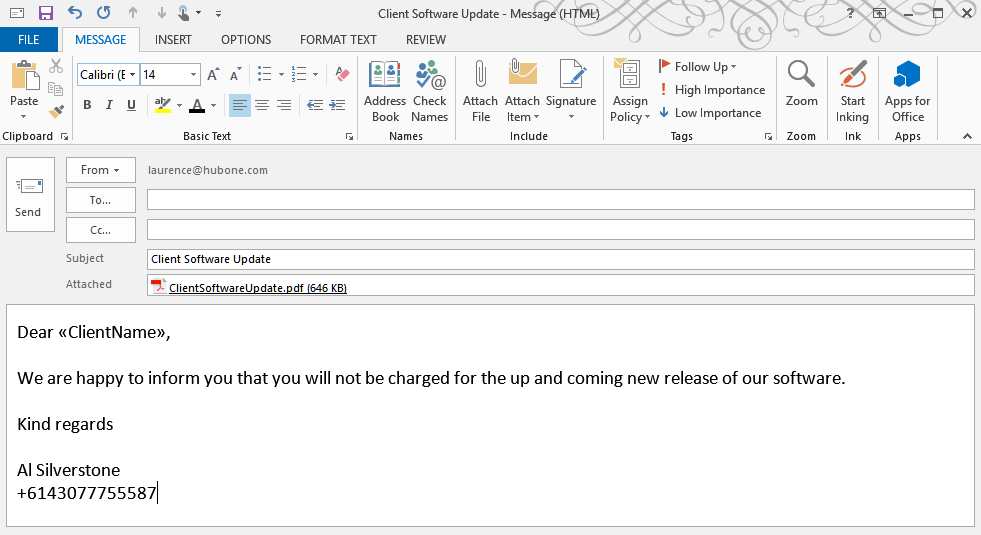 Client Software Update - Message (HTML)
?
FILE MESSAGE INSERT OPTIONS FORMAT TEXT REVIEW
Paste
Clipboard
Calibri (E 14 A A
B I U ab A
Basic Text
Address Book
Check Names
Names
Attach File
Attach Item
Signature
Include
Assign Policy
Follow Up
High Importance
Low Importance
Tags
Zoom
Zoom
Start Inking
Ink
Apps for Office
Apps
Send
From laurence@hubone.com
To...
Cc...
Subject Client Software Update
Attached ClientSoftwareUpdate.pdf (646 KB)
Dear «ClientName»,
We are happy to inform you that you will not be charged for the up and coming new release of our software.
Kind regards
Al Silverstone
+6143077755587